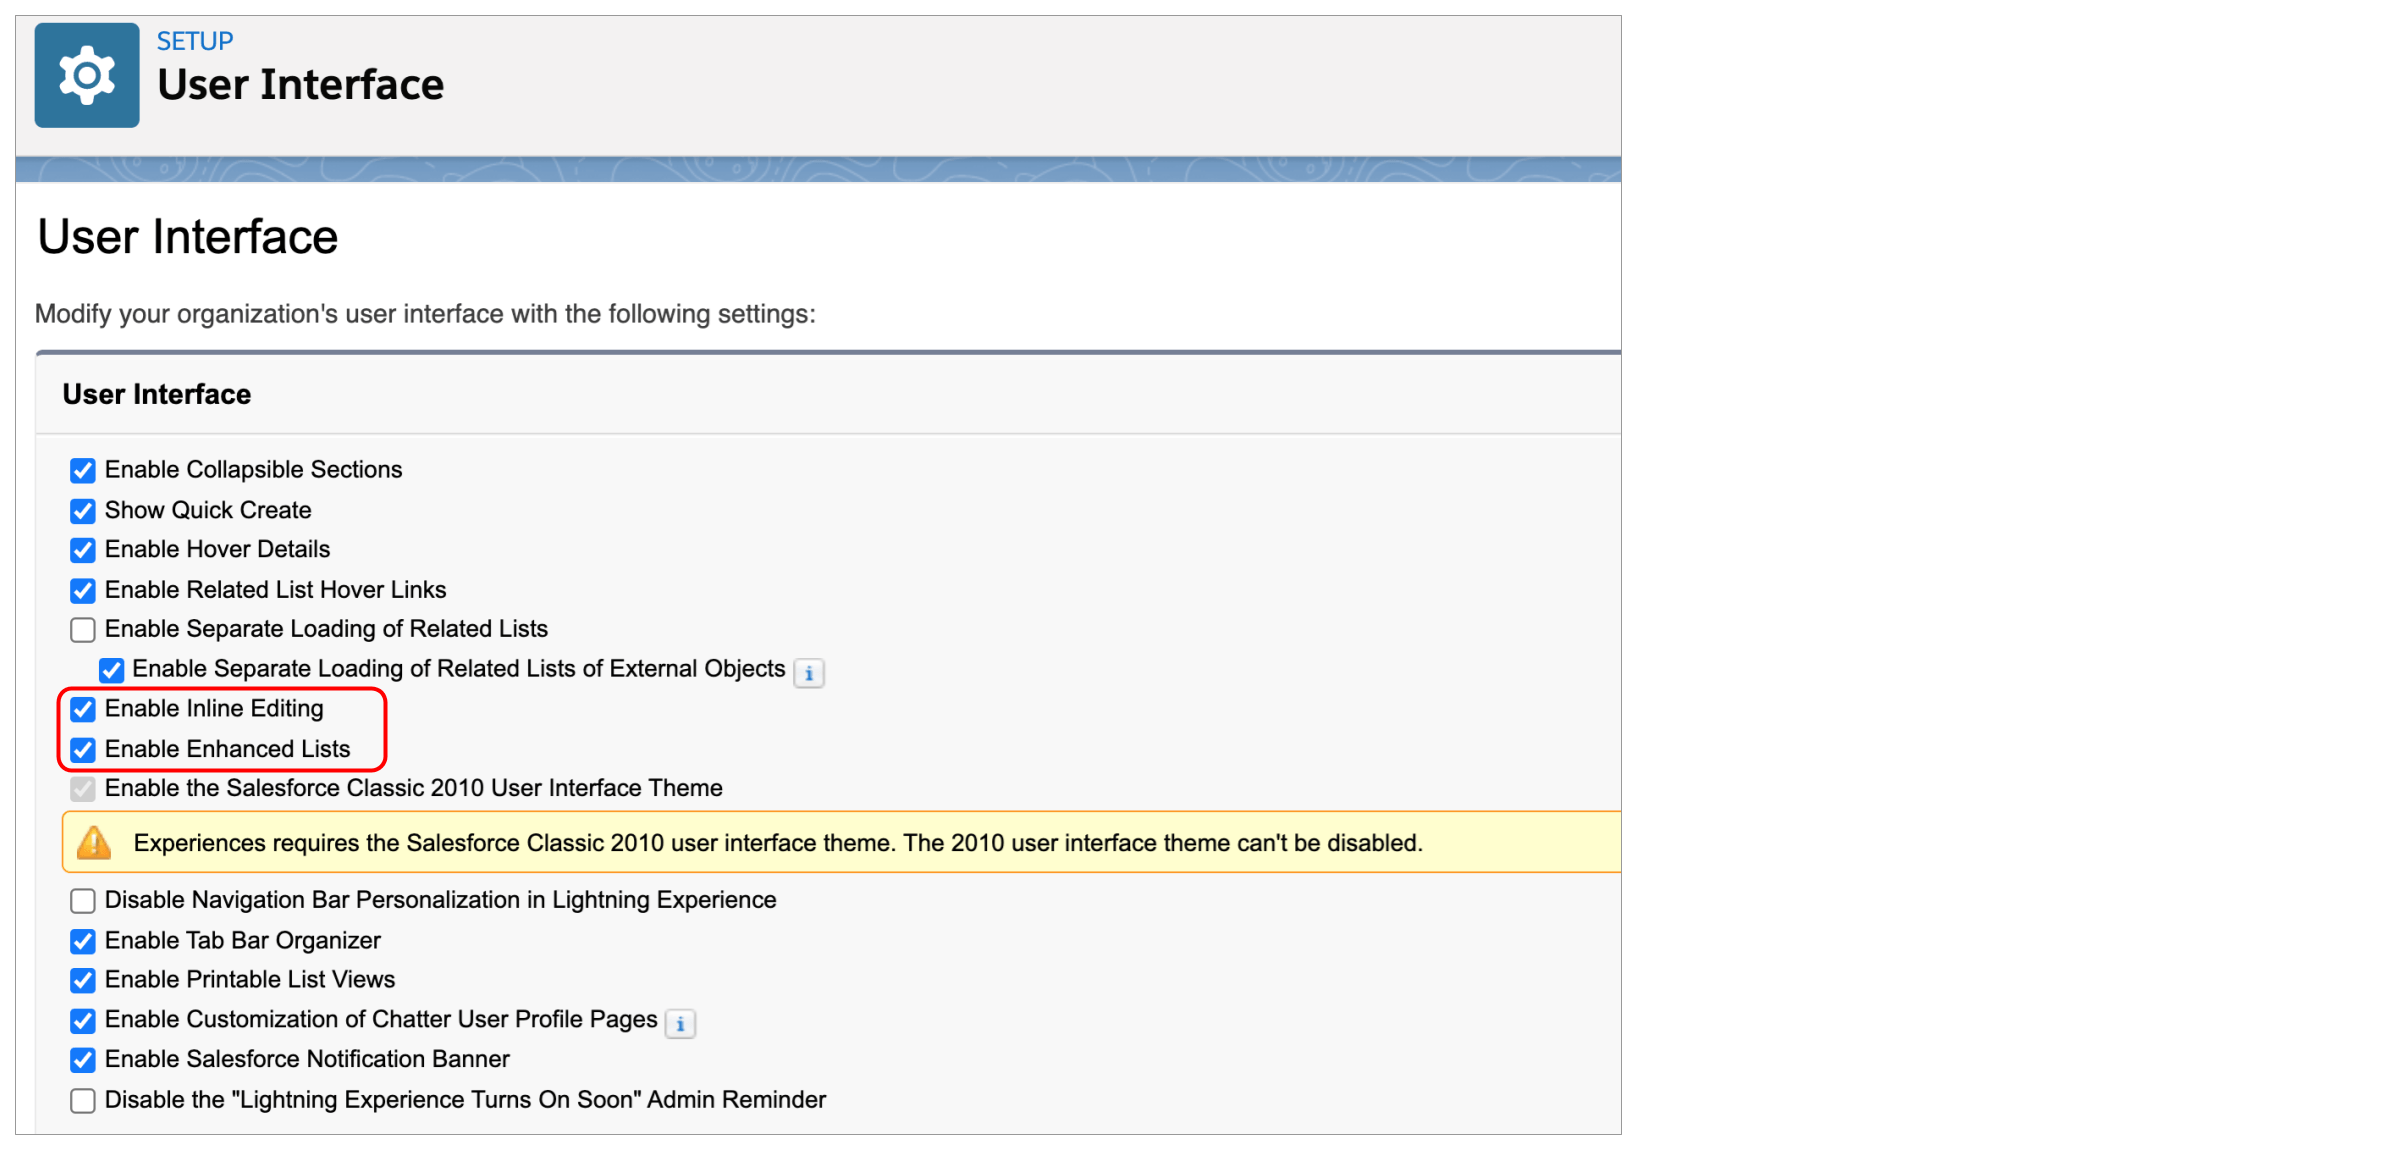 SETUP
User Interface
User Interface
Modify your organization's user interface with the following settings:
User Interface
Enable Collapsible Sections
Show Quick Create
Enable Hover Details
Enable Related List Hover Links
Enable Separate Loading of Related Lists
Enable Separate Loading of Related Lists of External Objects i
Enable Inline Editing
Enable Enhanced Lists
Enable the Salesforce Classic 2010 User Interface Theme
Experiences requires the Salesforce Classic 2010 user interface theme. The 2010 user interface theme can't be disabled.
Disable Navigation Bar Personalization in Lightning Experience
Enable Tab Bar Organizer
Enable Printable List Views
Enable Customization of Chatter User Profile Pages i
Enable Salesforce Notification Banner
Disable the "Lightning Experience Turns On Soon" Admin Reminder